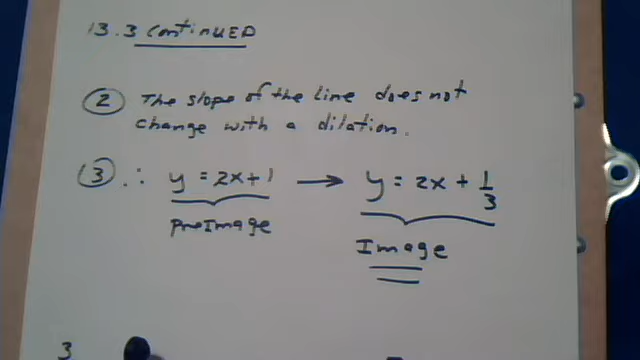 13.3 continuED
② The slope of the line does not
change with a dilation.
③ ∴ y = 2x+1 → y = 2x + 1/3
preImage
Image
3